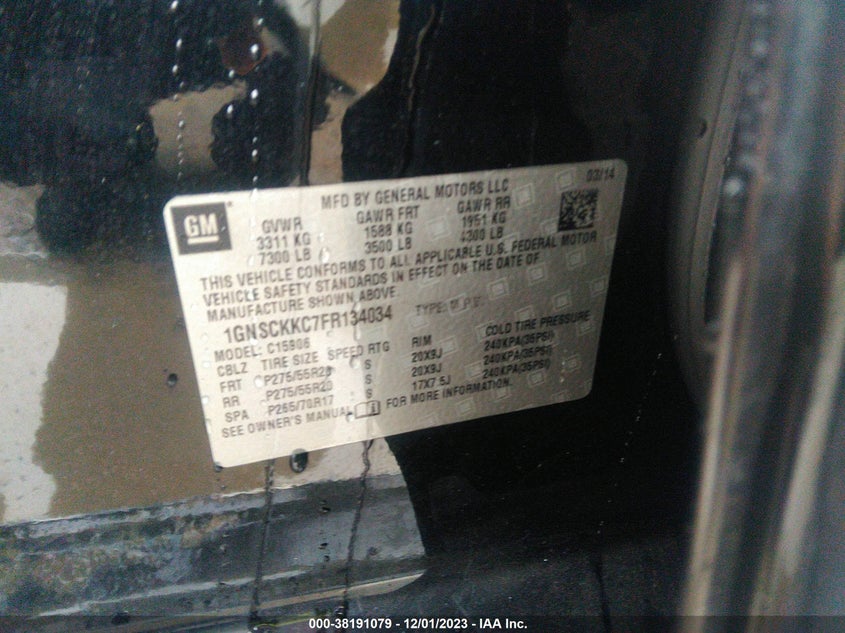 MFD BY GENERAL MOTORS LLC 03/14
GM
GVWR GAWR FRT GAWR RR
3311 KG 1588 KG 1951 KG
7300 LB 3500 LB 4300 LB
THIS VEHICLE CONFORMS TO ALL APPLICABLE U.S. FEDERAL MOTOR
VEHICLE SAFETY STANDARDS IN EFFECT ON THE DATE OF
MANUFACTURE SHOWN ABOVE.
1GNSCKKC7FR134034 TYPE: M.P.V.
MODEL: C15906
CBLZ TIRE SIZE SPEED RTG RIM COLD TIRE PRESSURE
FRT P275/55R20 S 20X9J 240KPA(35PSI)
RR P275/55R20 S 20X9J 240KPA(35PSI)
SPA P265/70R17 S 17X7.5J 240KPA(35PSI)
SEE OWNER'S MANUAL FOR MORE INFORMATION.
000-38191079 - 12/01/2023 - IAA Inc.